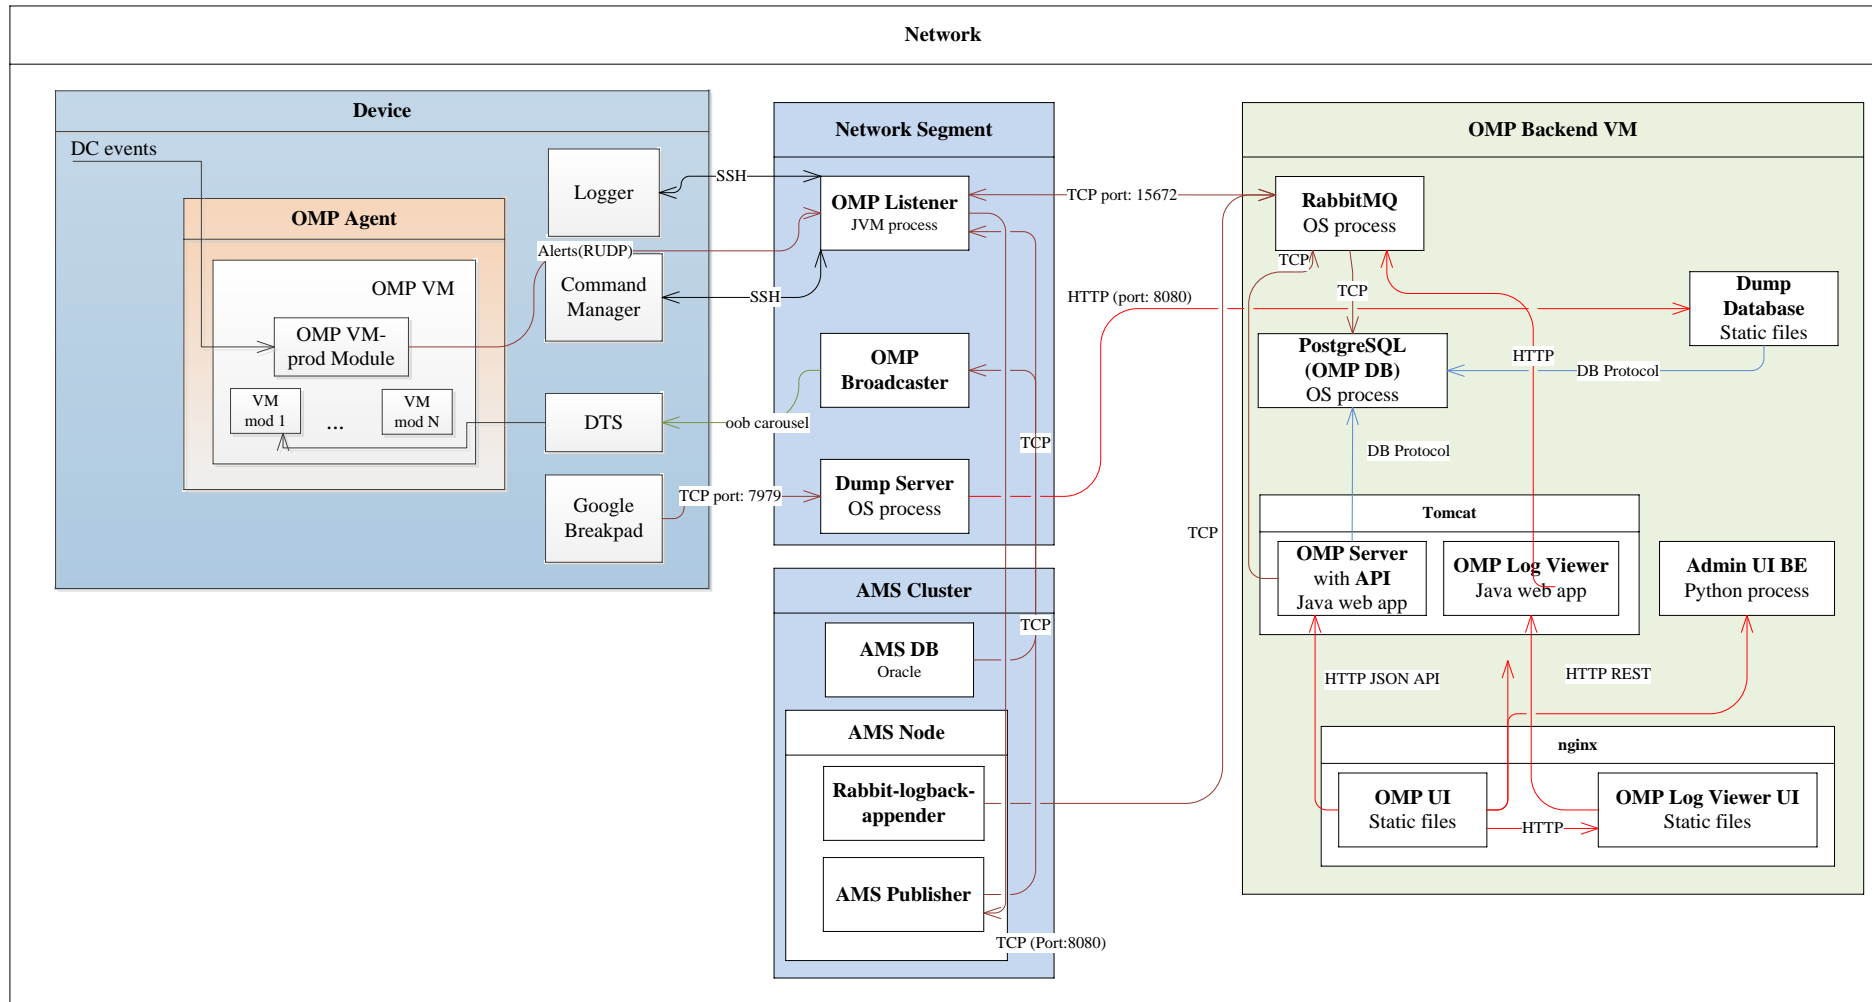 Network
Device
DC events
OMP Agent
OMP VM
OMP VM-
prod Module
VM
mod 1
...
VM
mod N
Logger
Alerts(RUDP)
Command
Manager
DTS
Google
Breakpad
SSH
SSH
oob carousel
TCP port: 7979
Network Segment
OMP Listener
JVM process
OMP
Broadcaster
Dump Server
OS process
TCP
AMS Cluster
TCP
AMS DB
Oracle
AMS Node
Rabbit-logback-
appender
AMS Publisher
TCP (Port:8080)
TCP port: 15672
HTTP (port: 8080)
TCP
OMP Backend VM
RabbitMQ
OS process
TCP
TCP
HTTP
Dump
Database
Static files
PostgreSQL
(OMP DB)
OS process
DB Protocol
DB Protocol
Tomcat
OMP Server
with API
Java web app
OMP Log Viewer
Java web app
Admin UI BE
Python process
HTTP JSON API
HTTP REST
nginx
OMP UI
Static files
HTTP
OMP Log Viewer UI
Static files